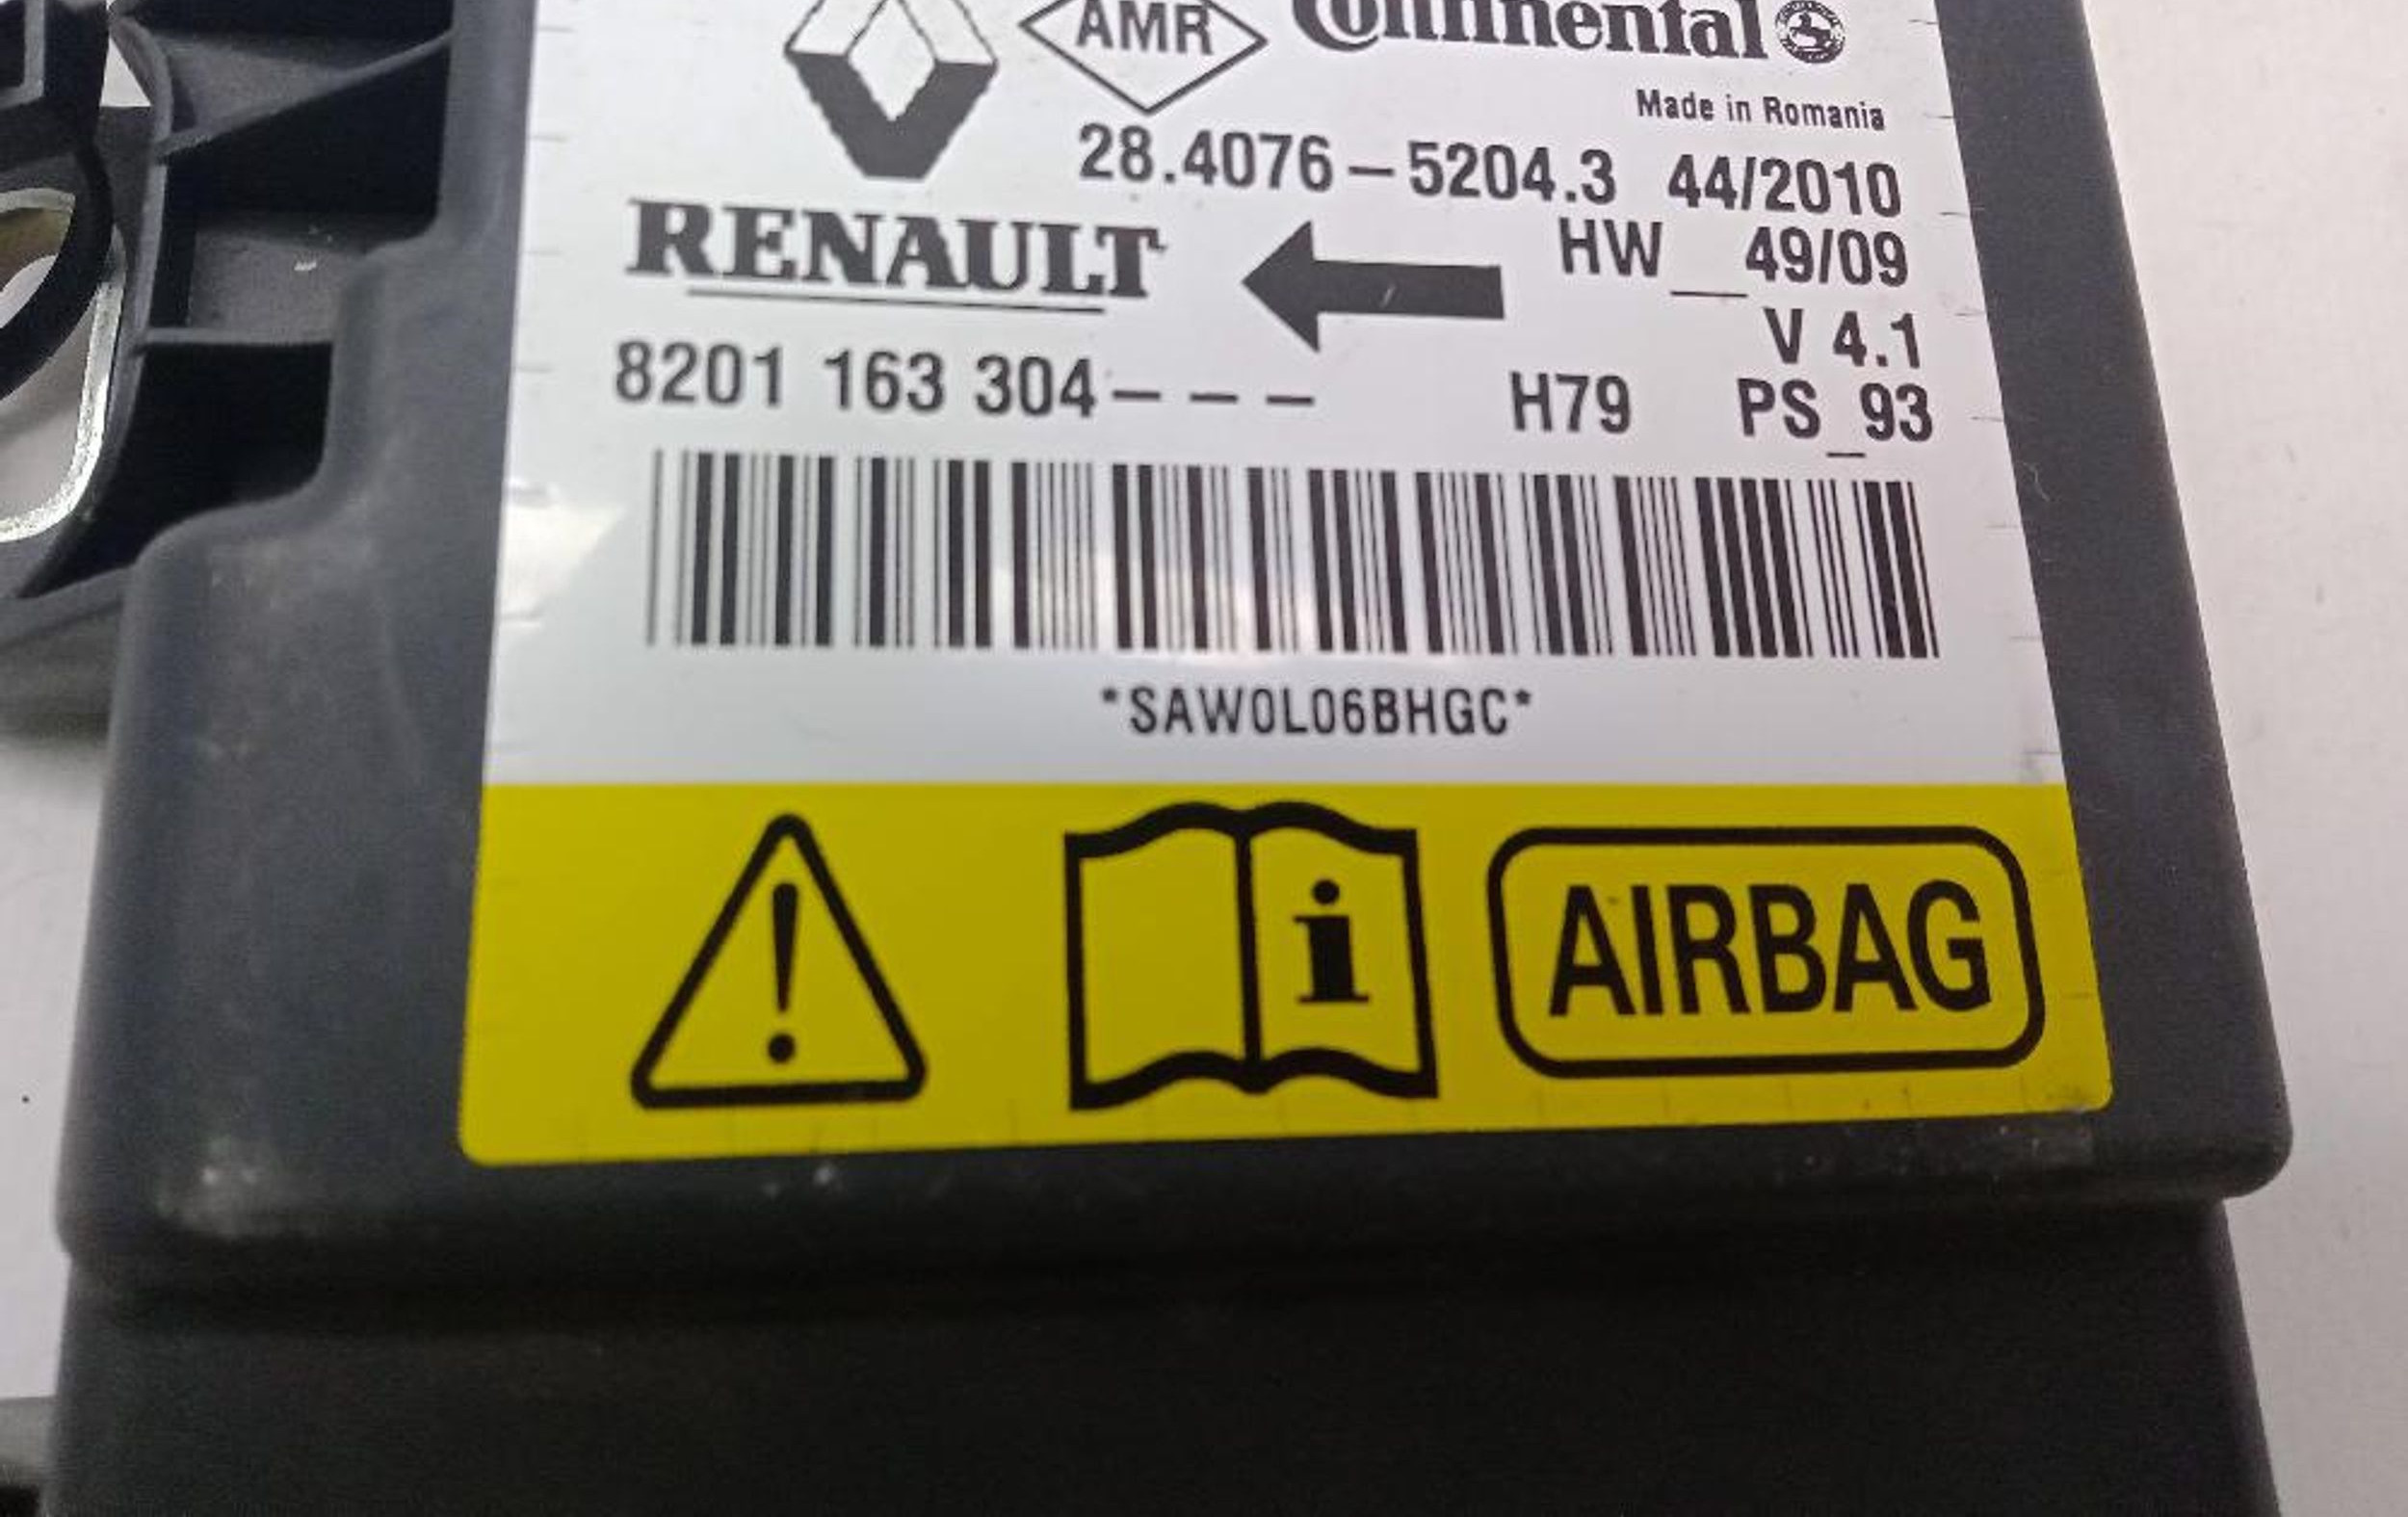 AMR Continental
Made in Romania
28.4076-5204.3 44/2010
RENAULT HW__49/09
V 4.1
8201 163 304--- H79 PS_93
*SAW0L06BHGC*
i AIRBAG